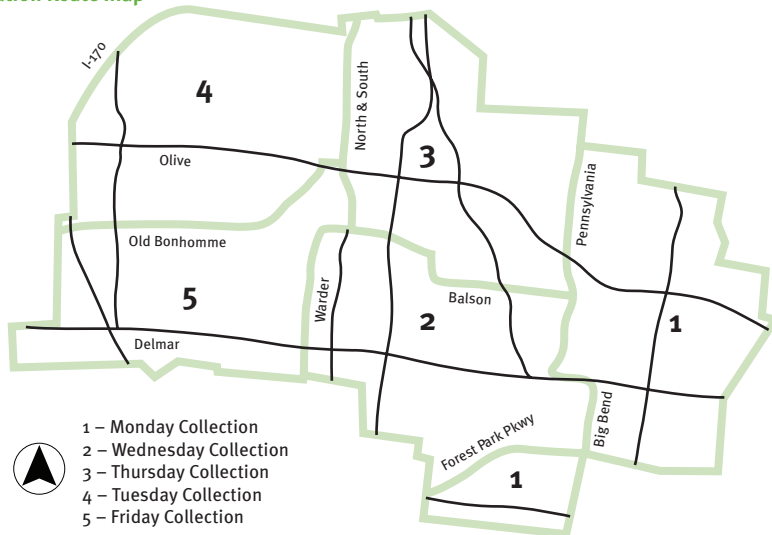 I-170
4
North & South
3
Olive
Pennsylvania
Old Bonhomme
5
Warder
Balson
2
1
Delmar
Big Bend
Forest Park Pkwy
1
1 – Monday Collection
2 – Wednesday Collection
3 – Thursday Collection
4 – Tuesday Collection
5 – Friday Collection